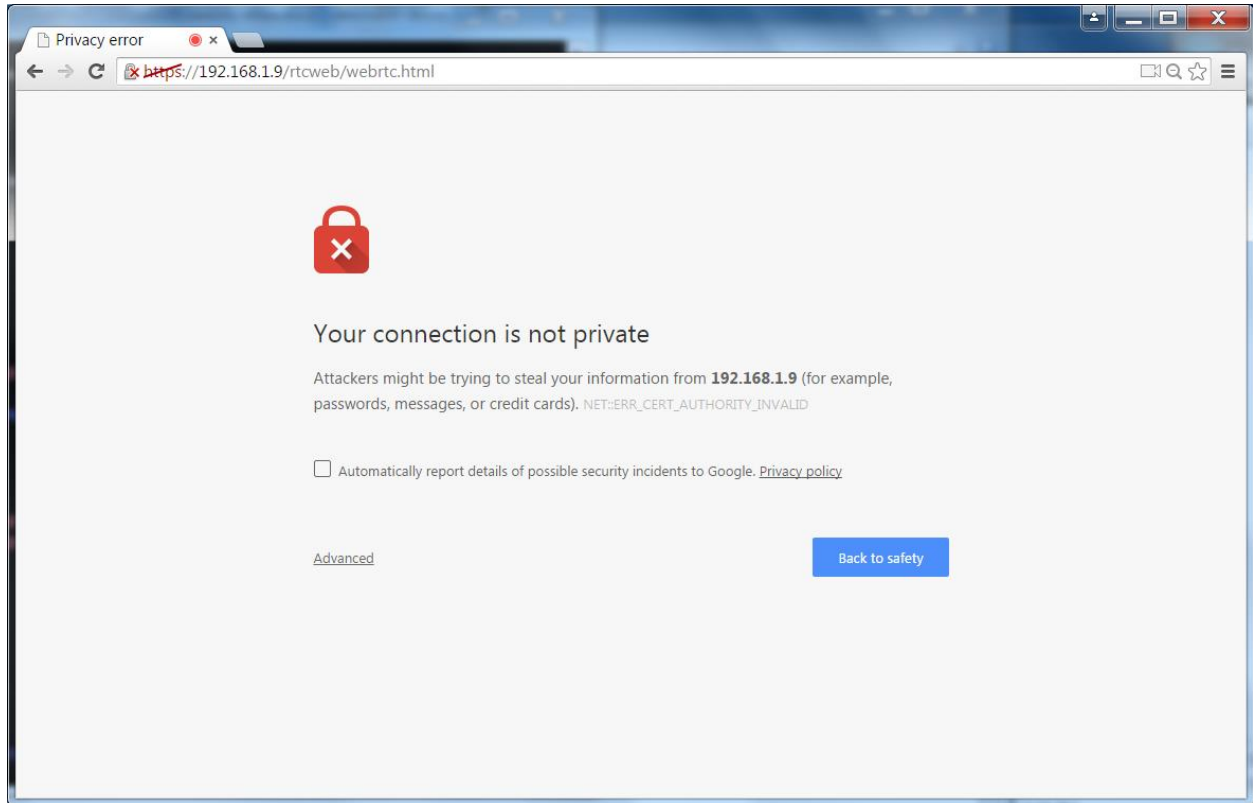 Privacy error
https://192.168.1.9/rtcweb/webrtc.html
Your connection is not private
Attackers might be trying to steal your information from 192.168.1.9 (for example,
passwords, messages, or credit cards). NET::ERR_CERT_AUTHORITY_INVALID
Automatically report details of possible security incidents to Google. Privacy policy
Advanced
Back to safety